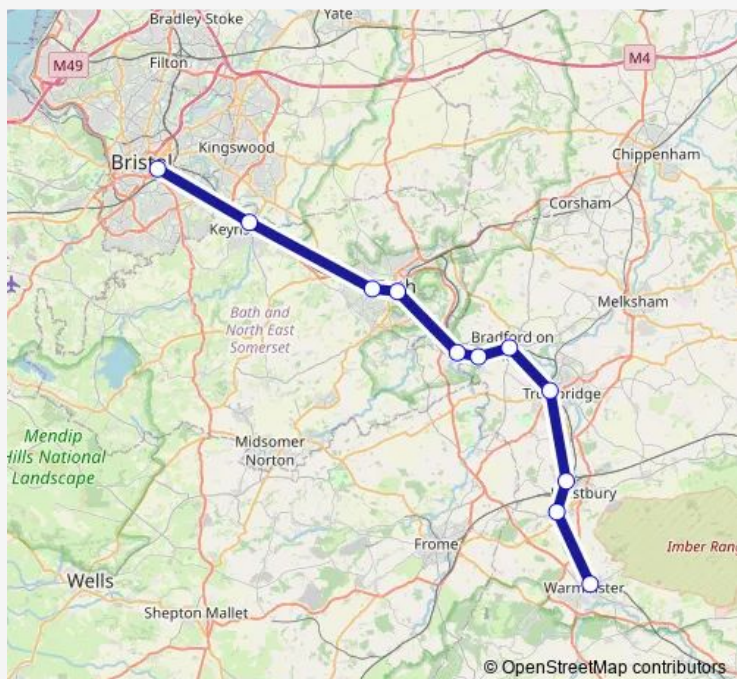 Bradley Stoke
Yate
M49
Filton
M4
Kingswood
Bristol
Chippenham
Corsham
Bath and
North East
Somerset
Melksham
Bradford on
Mendip
Hills National
Landscape
Midsomer
Norton
Frome
Imber Rang
Wells
Shepton Mallet
© OpenStreetMap contributors